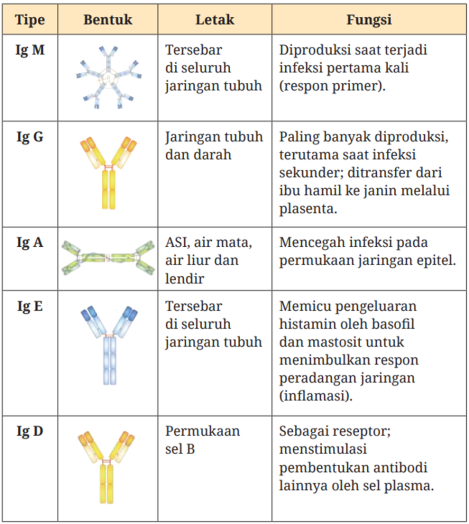 Tipe Bentuk Letak Fungsi
Ig M
Tersebar
di seluruh
jaringan tubuh
Diproduksi saat terjadi
infeksi pertama kali
(respon primer).
Ig G
Jaringan tubuh
dan darah
Paling banyak diproduksi,
terutama saat infeksi
sekunder; ditransfer dari
ibu hamil ke janin melalui
plasenta.
Ig A
ASI, air mata,
air liur dan
lendir
Mencegah infeksi pada
permukaan jaringan epitel.
Ig E
Tersebar
di seluruh
jaringan tubuh
Memicu pengeluaran
histamin oleh basofil
dan mastosit untuk
menimbulkan respon
peradangan jaringan
(inflamasi).
Ig D
Permukaan
sel B
Sebagai reseptor;
menstimulasi
pembentukan antibodi
lainnya oleh sel plasma.